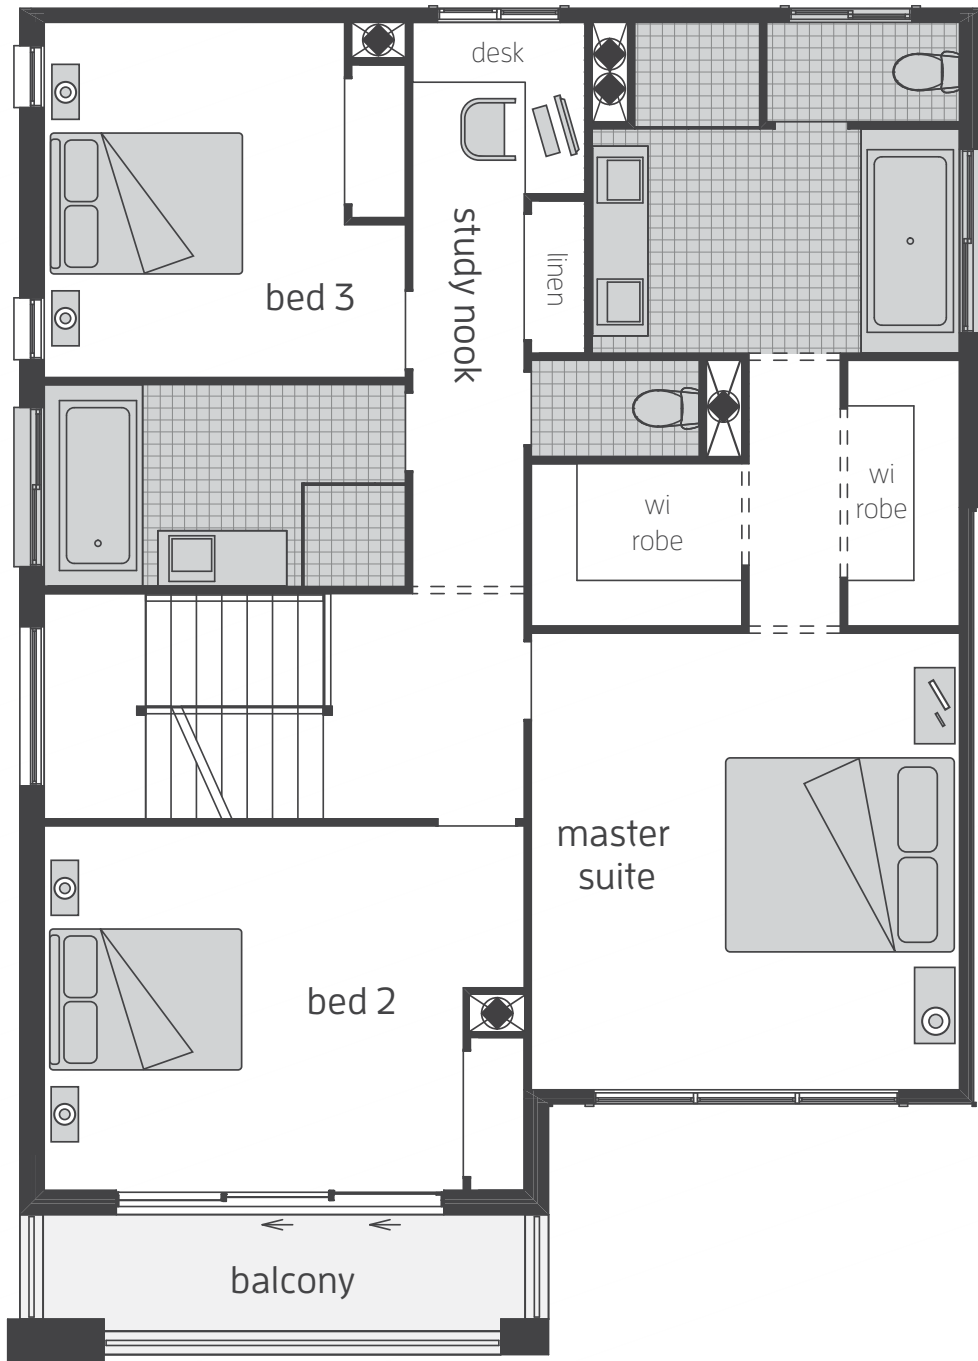 desk
study nook
linen
bed 3
wi
robe
wi
robe
master
suite
bed 2
balcony